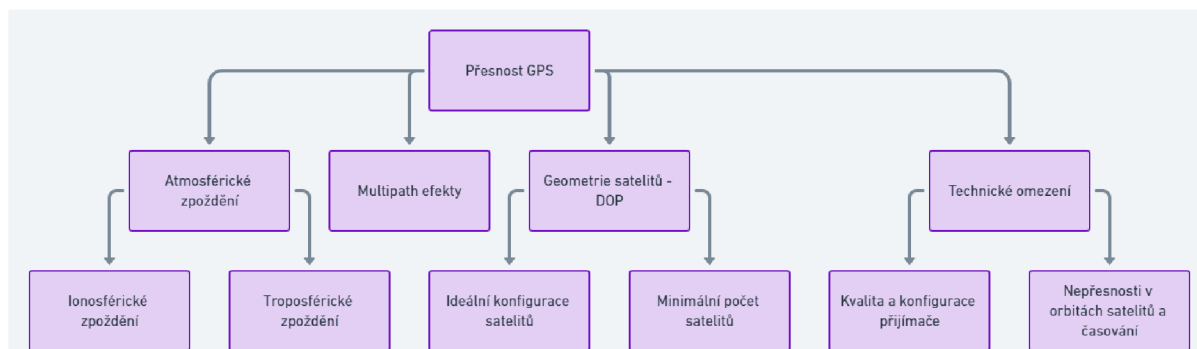 Přesnost GPS
Atmosférické
zpoždění
Multipath efekty
Geometrie satelitů -
DOP
Technické omezení
Ionosférické
zpoždění
Troposférické
zpoždění
Ideální konfigurace
satelitů
Minimální počet
satelitů
Kvalita a konfigurace
přijímače
Nepřesnosti v
orbitách satelitů a
časování